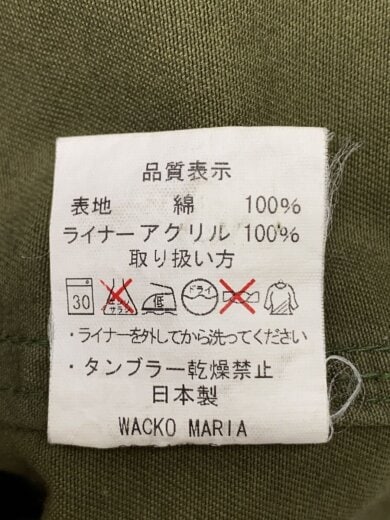 品質表示
表地 綿 100%
ライナーアクリル 100%
取り扱い方
30 低 ドライ
・ライナーを外してから洗ってください
・タンブラー乾燥禁止
日本製
WACKO MARIA